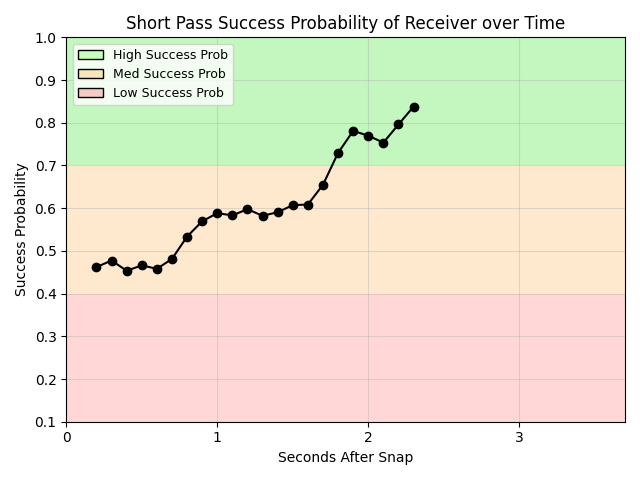 Short Pass Success Probability of Receiver over Time
High Success Prob
Med Success Prob
Low Success Prob
Success Probability
1.0
0.9
0.8
0.7
0.6
0.5
0.4
0.3
0.2
0.1
0 1 2 3
Seconds After Snap